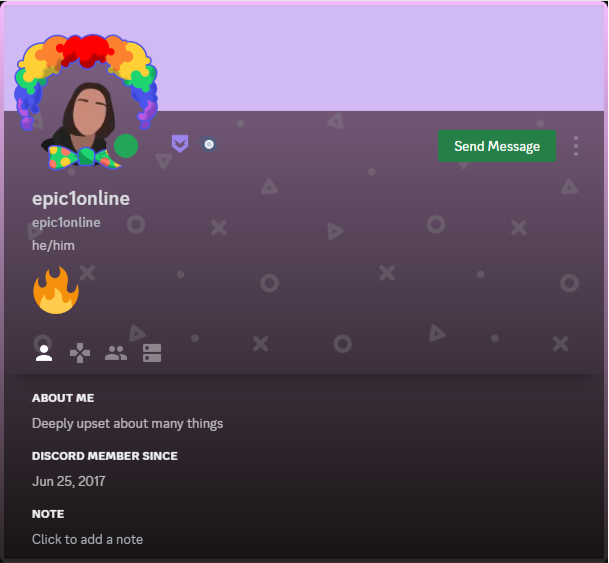 Send Message
epic1online
epic1online
he/him
ABOUT ME
Deeply upset about many things
DISCORD MEMBER SINCE
Jun 25, 2017
NOTE
Click to add a note